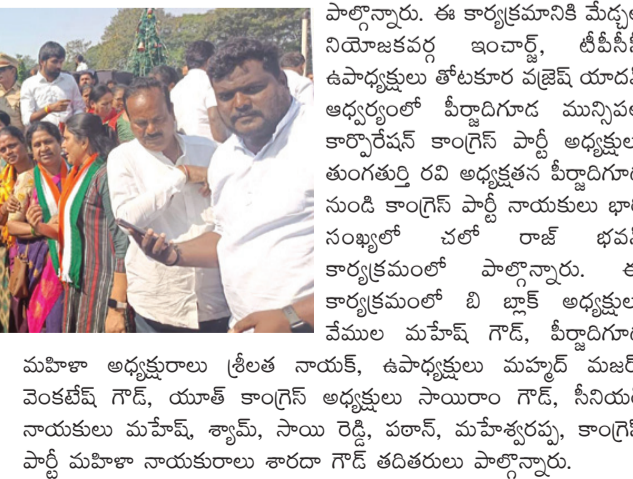 పాల్గొన్నారు. ఈ కార్యక్రమానికి మేడ్చల
నియోజకవర్గ ఇంచార్జ్, టీపీసీసీ
ఉపాధ్యక్షులు తోటకూర వజ్రెష్ యాదవ
ఆధ్వర్యంలో పీర్జాదిగూడ మున్సిపల
కార్పొరేషన్ కాంగ్రెస్ పార్టీ అధ్యక్షులు
తుంగతుర్తి రవి అధ్యక్షతన పీర్జాదిగూడ
నుండి కాంగ్రెస్ పార్టీ నాయకులు భారీ
సంఖ్యలో చలో రాజ్ భవన
కార్యక్రమంలో పాల్గొన్నారు. ఈ
కార్యక్రమంలో బి బ్లాక్ అధ్యక్షులు
వేముల మహేష్ గౌడ్, పీర్జాదిగూడ
మహిళా అధ్యక్షురాలు శ్రీలత నాయక్, ఉపాధ్యక్షులు మహ్మద్ మజర్
వెంకటేష్ గౌడ్, యూత్ కాంగ్రెస్ అధ్యక్షులు సాయిరాం గౌడ్, సీనియర
నాయకులు మహేష్, శ్యామ్, సాయి రెడ్డి, పఠాన్, మహేశ్వరప్ప, కాంగ్రెస
పార్టీ మహిళా నాయకురాలు శారదా గౌడ్ తదితరులు పాల్గొన్నారు.